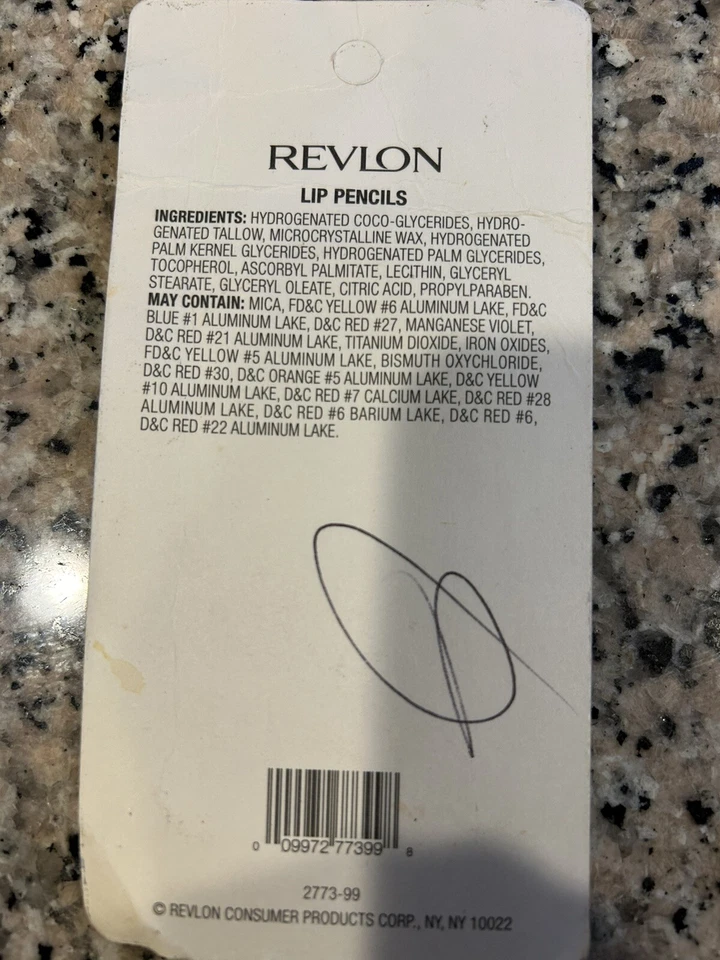 REVLON
LIP PENCILS
INGREDIENTS: HYDROGENATED COCO-GLYCERIDES, HYDRO-
GENATED TALLOW, MICROCRYSTALLINE WAX, HYDROGENATED
PALM KERNEL GLYCERIDES, HYDROGENATED PALM GLYCERIDES,
TOCOPHEROL, ASCORBYL PALMITATE, LECITHIN, GLYCERYL
STEARATE, GLYCERYL OLEATE, CITRIC ACID, PROPYLPARABEN.
MAY CONTAIN: MICA, FD&C YELLOW #6 ALUMINUM LAKE, FD&C
BLUE #1 ALUMINUM LAKE, D&C RED #27, MANGANESE VIOLET,
D&C RED #21 ALUMINUM LAKE, TITANIUM DIOXIDE, IRON OXIDES,
FD&C YELLOW #5 ALUMINUM LAKE, BISMUTH OXYCHLORIDE,
D&C RED #30, D&C ORANGE #5 ALUMINUM LAKE, D&C YELLOW
#10 ALUMINUM LAKE, D&C RED #7 CALCIUM LAKE, D&C RED #28
ALUMINUM LAKE, D&C RED #6 BARIUM LAKE, D&C RED #6,
D&C RED #22 ALUMINUM LAKE.
0 09972 77399 8
2773-99
© REVLON CONSUMER PRODUCTS CORP., NY, NY 10022